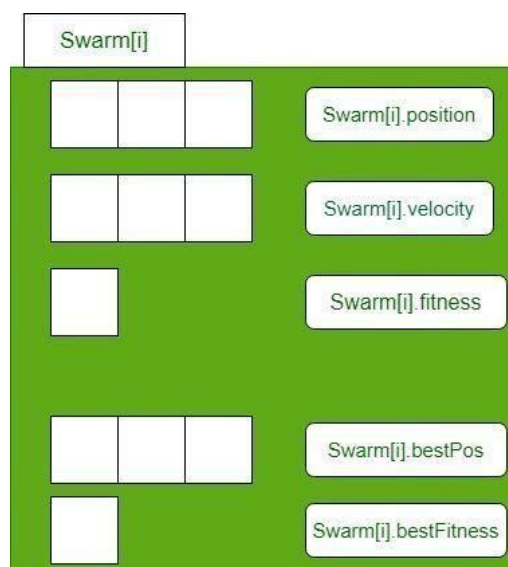 Swarm[i]
Swarm[i].position
Swarm[i].velocity
Swarm[i].fitness
Swarm[i].bestPos
Swarm[i].bestFitness